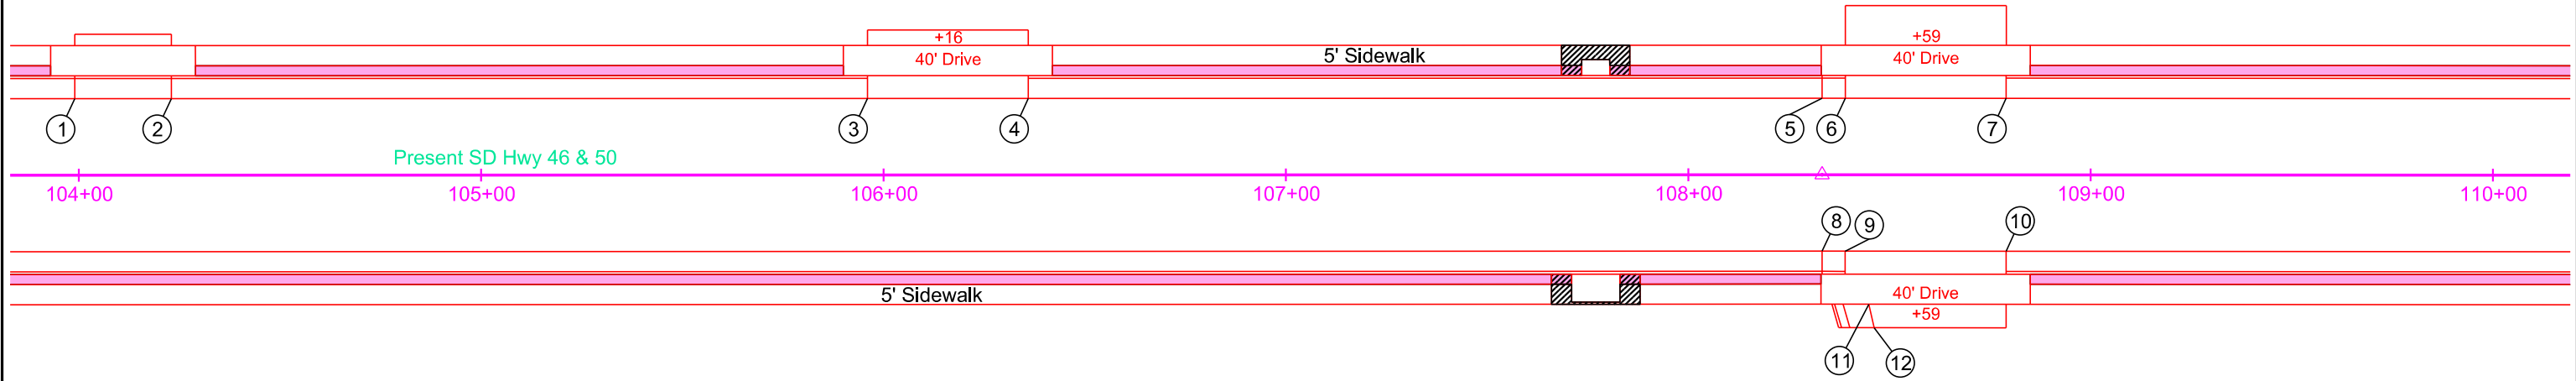 +16
40' Drive
5' Sidewalk
+59
40' Drive
1 2 3 4 5 6 7
Present SD Hwy 46 & 50
104+00 105+00 106+00 107+00 108+00 109+00 110+00
8 9 10
5' Sidewalk
40' Drive
+59
11 12